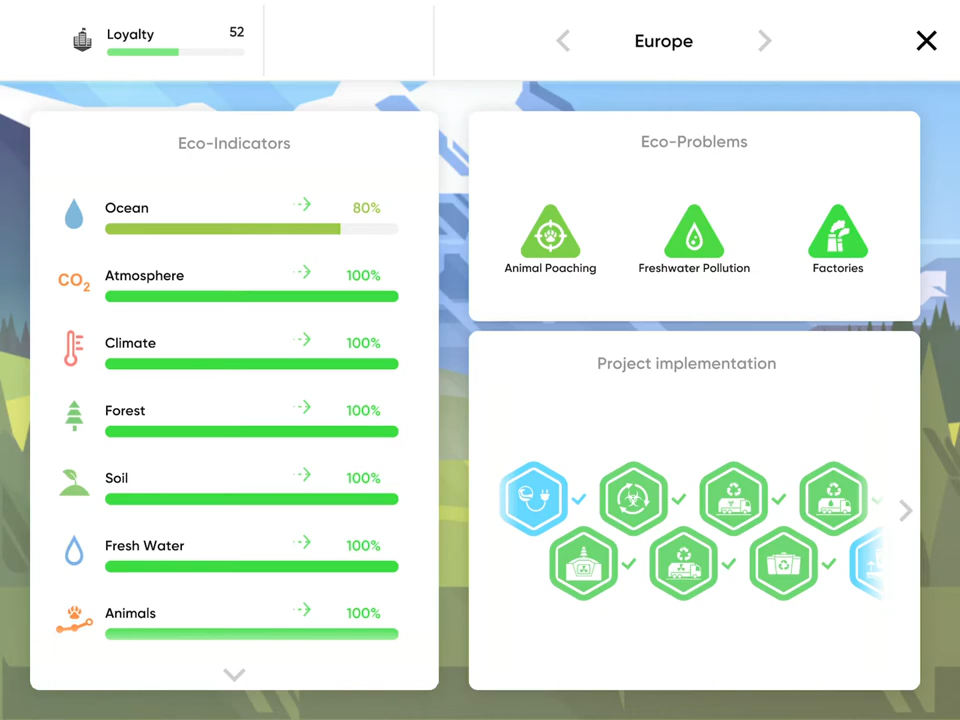 Loyalty 52
Europe
Eco-Indicators
Ocean 80%
CO2 Atmosphere 100%
Climate 100%
Forest 100%
Soil 100%
Fresh Water 100%
Animals 100%
Eco-Problems
Animal Poaching
Freshwater Pollution
Factories
Project implementation